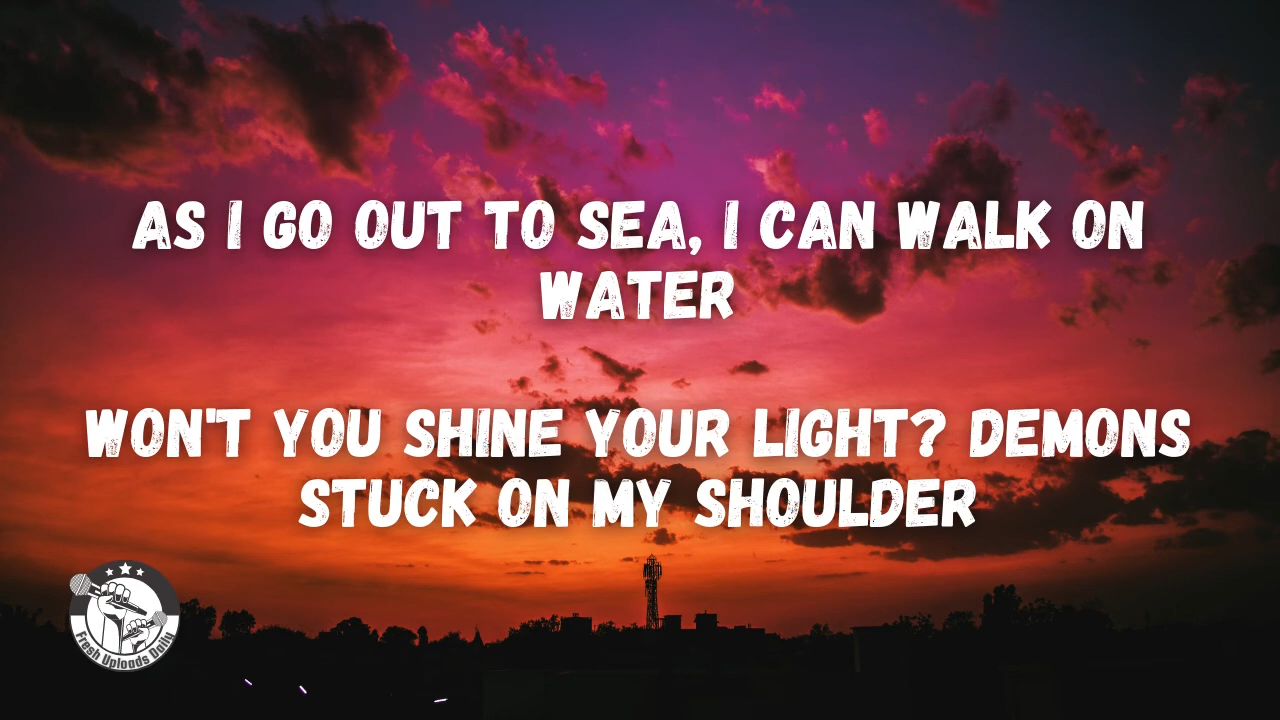 AS I GO OUT TO SEA, I CAN WALK ON
WATER
WON'T YOU SHINE YOUR LIGHT? DEMONS
STUCK ON MY SHOULDER
Fresh Uploads Daily